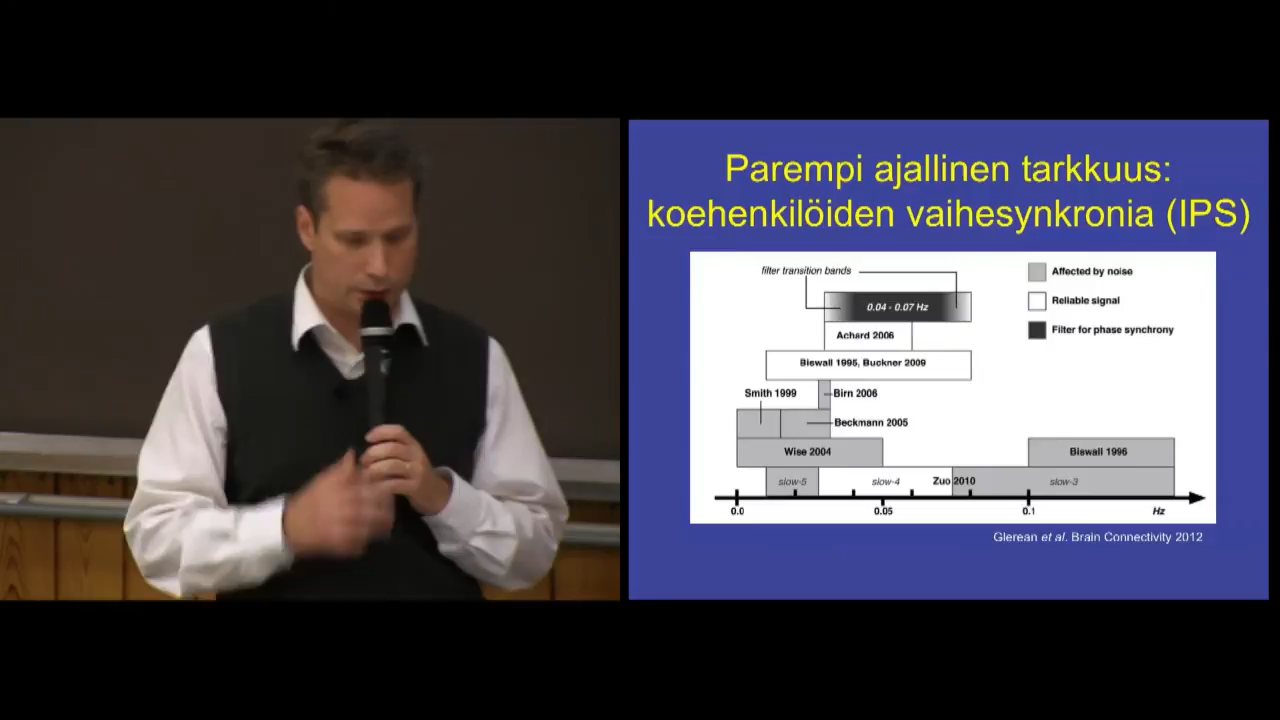 Parempi ajallinen tarkkuus:
koehenkilöiden vaihesynkronia (IPS)
filter transition bands
0.04 - 0.07 Hz
Affected by noise
Reliable signal
Filter for phase synchrony
Achard 2006
Biswall 1995, Buckner 2009
Smith 1999
Birn 2006
Beckmann 2005
Wise 2004
Biswall 1996
slow-5
slow-4
Zuo 2010
slow-3
0.0
0.05
0.1
Hz
Glerean et al. Brain Connectivity 2012